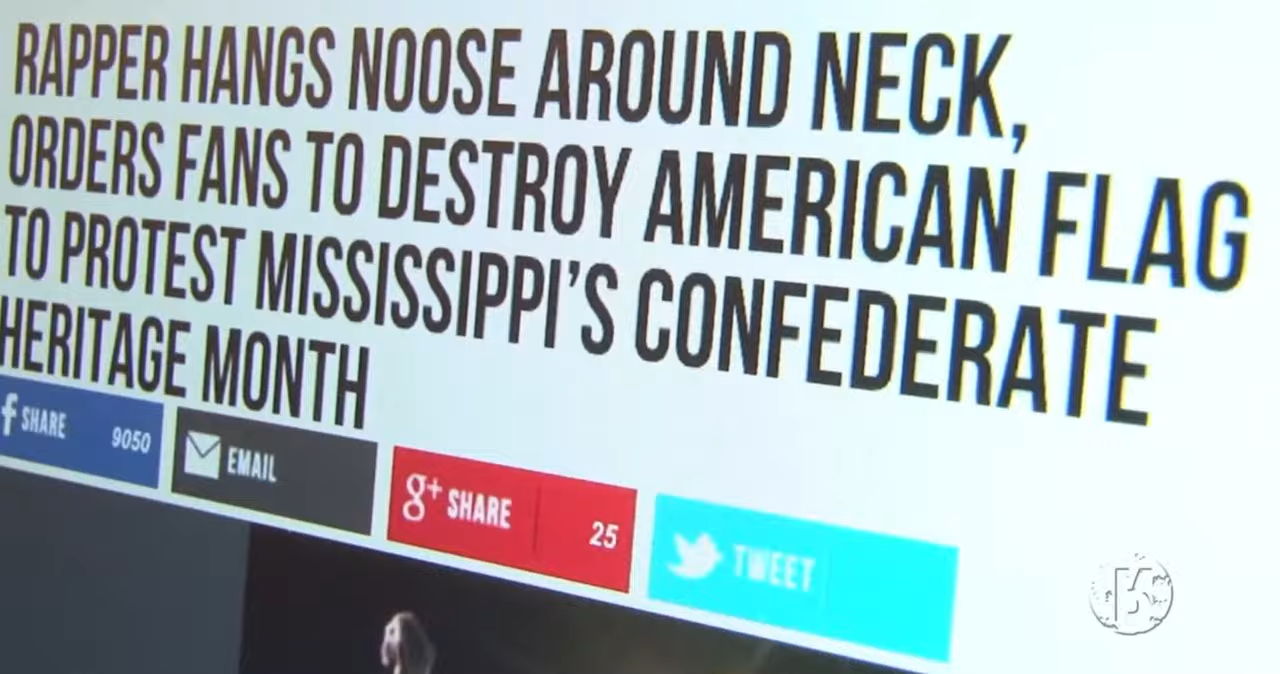 RAPPER HANGS NOOSE AROUND NECK,
ORDERS FANS TO DESTROY AMERICAN FLAG
TO PROTEST MISSISSIPPI'S CONFEDERATE
HERITAGE MONTH
f SHARE 9050
EMAIL
g+ SHARE 25
TWEET